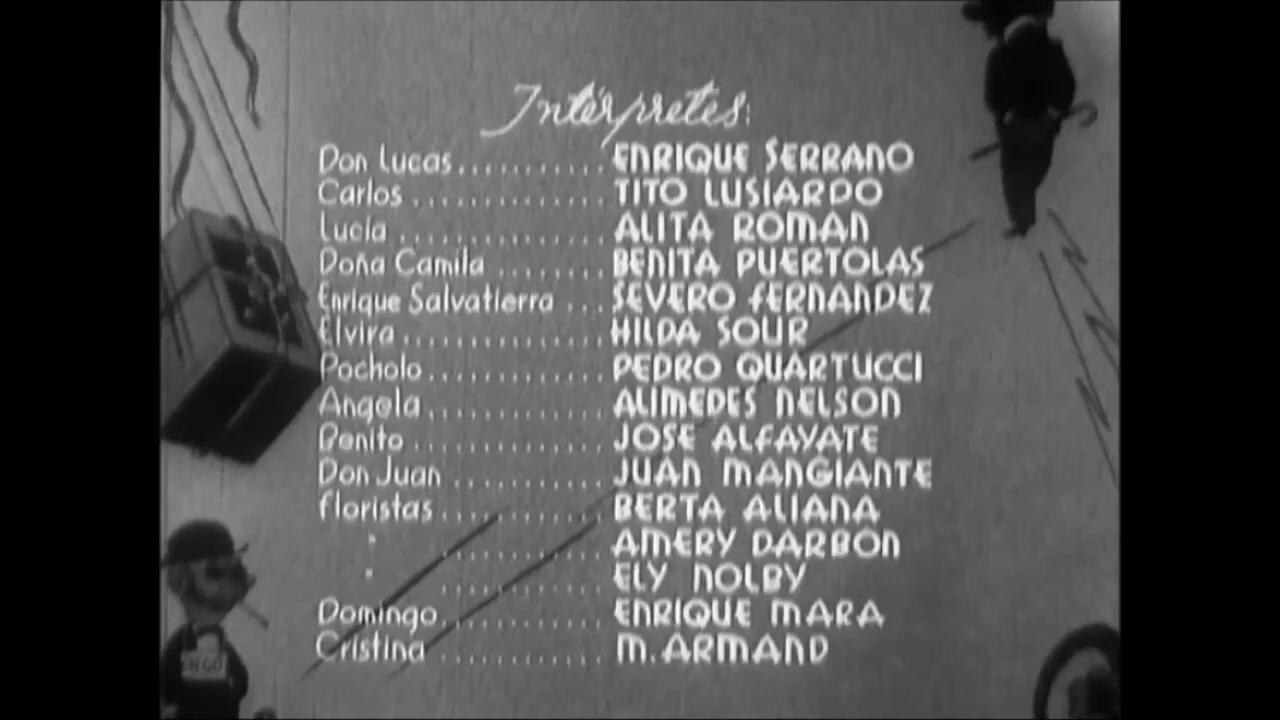 Intérpretes:
Don Lucas........... ENRIQUE SERRANO
Carlos ............. TITO LUSIARDO
Lucía .............. ALITA ROMAN
Doña Camila ........ BENITA PUERTOLAS
Enrique Salvatierra ... SEVERO FERNANDEZ
Elvira.............. HILDA SOUR
Pocholo............. PEDRO QUARTUCCI
Angela.............. ALIMEDES NELSON
Benito ............. JOSE ALFAYATE
Don Juan ........... JUAN MANGIANTE
Floristas............ BERTA ALIANA
" ............ AMERY DARBON
" ............ ELY NOLBY
Domingo............. ENRIQUE MARA
Cristina ............ M. ARMAND